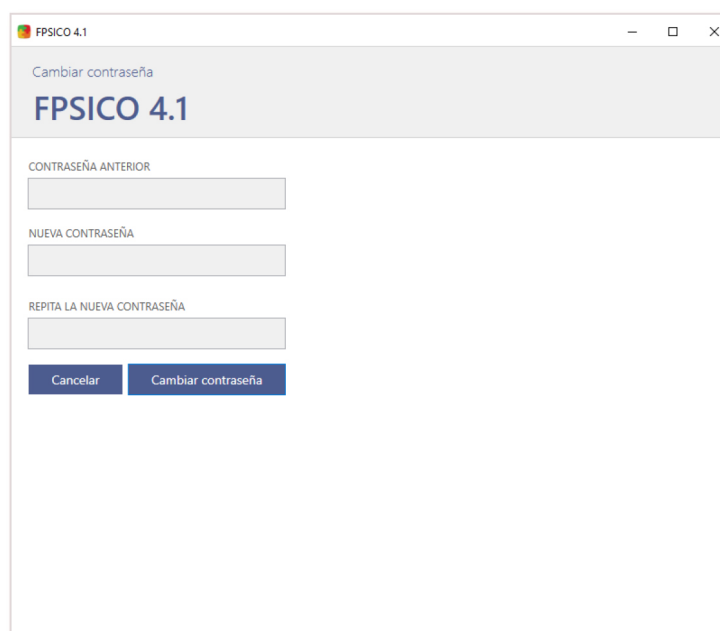 FPSICO 4.1
Cambiar contraseña
FPSICO 4.1
CONTRASEÑA ANTERIOR
NUEVA CONTRASEÑA
REPITA LA NUEVA CONTRASEÑA
Cancelar Cambiar contraseña